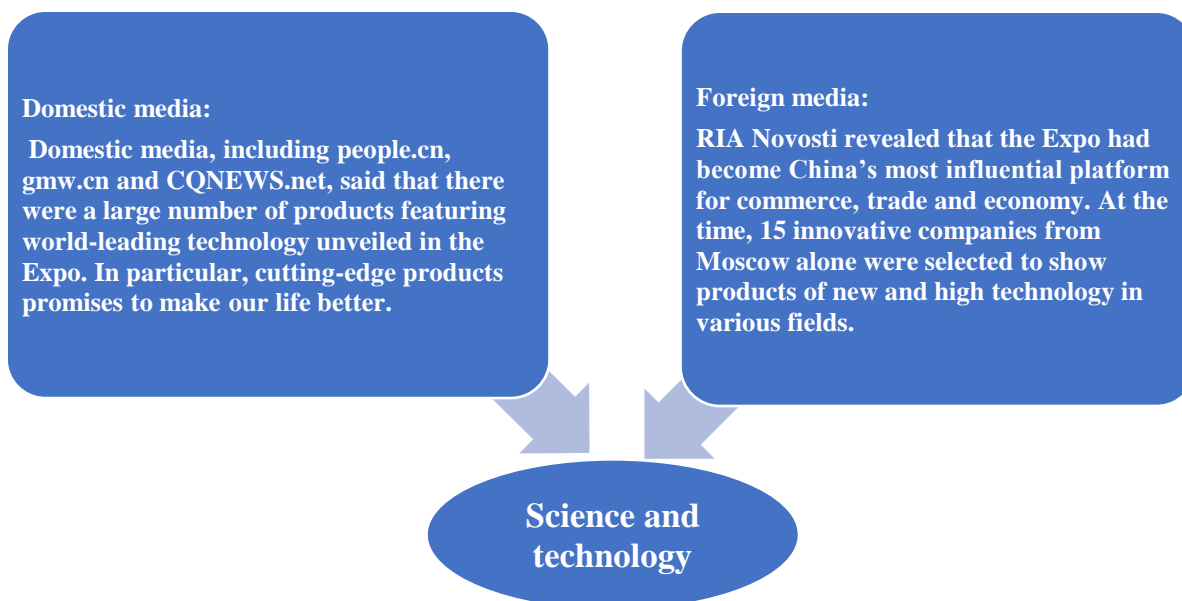 Domestic media:
Domestic media, including people.cn,
gmw.cn and CQNEWS.net, said that there
were a large number of products featuring
world-leading technology unveiled in the
Expo. In particular, cutting-edge products
promises to make our life better.
Foreign media:
RIA Novosti revealed that the Expo had
become China’s most influential platform
for commerce, trade and economy. At the
time, 15 innovative companies from
Moscow alone were selected to show
products of new and high technology in
various fields.
Science and
technology